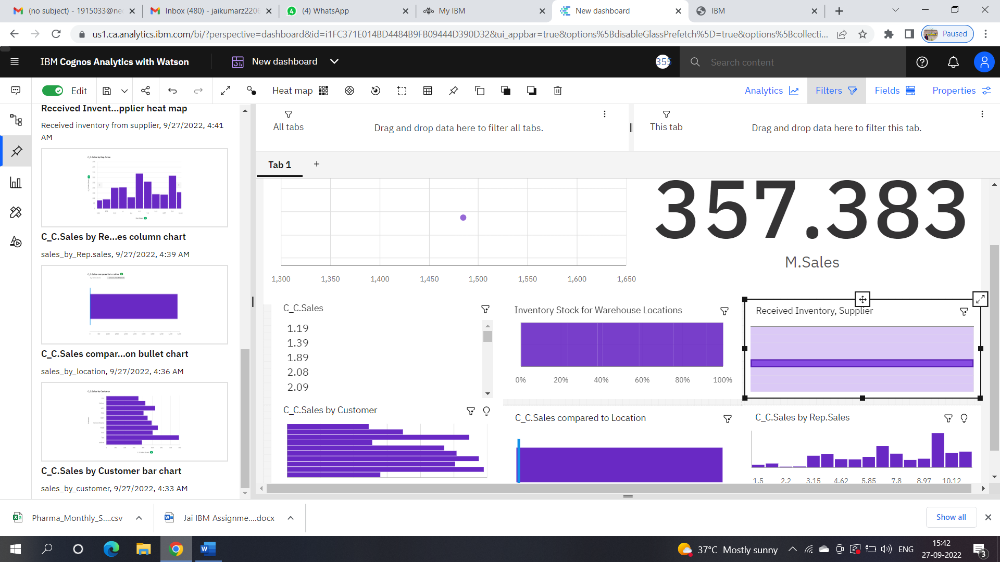 (no subject) - 1915033@ne
Inbox (480) - jaikumarz2206
(4) WhatsApp
My IBM
New dashboard
IBM
us1.ca.analytics.ibm.com/bi/?perspective=dashboard&id=i1FC371E014BD4484B9FB09444D390D32&ui_appbar=true&options%5BdisableGlassPrefetch%5D=true&options%5Bcollecti...
Paused
IBM Cognos Analytics with Watson
New dashboard
355
Search content
Edit
Heat map
Analytics
Filters
Fields
Properties
Received Invent...pplier heat map
Received inventory from supplier, 9/27/2022, 4:41
AM
C_C.Sales by Re...es column chart
sales_by_Rep.sales, 9/27/2022, 4:39 AM
C_C.Sales compar...on bullet chart
sales_by_location, 9/27/2022, 4:36 AM
C_C.Sales by Customer
C_C.Sales by Customer bar chart
sales_by_customer, 9/27/2022, 4:33 AM
All tabs
Drag and drop data here to filter all tabs.
This tab
Drag and drop data here to filter this tab.
Tab 1
1,300 1,350 1,400 1,450 1,500 1,550 1,600 1,650
357.383
M.Sales
C_C.Sales
1.19
1.39
1.89
2.08
2.09
Inventory Stock for Warehouse Locations
0% 20% 40% 60% 80% 100%
Received Inventory, Supplier
C_C.Sales by Customer
C_C.Sales compared to Location
C_C.Sales by Rep.Sales
1.5 2.2 3.15 4.62 5.85 7.8 8.97 10.12
Pharma_Monthly_S....csv
Jai IBM Assignme....docx
Show all
37°C Mostly sunny
ENG
15:42
27-09-2022
3